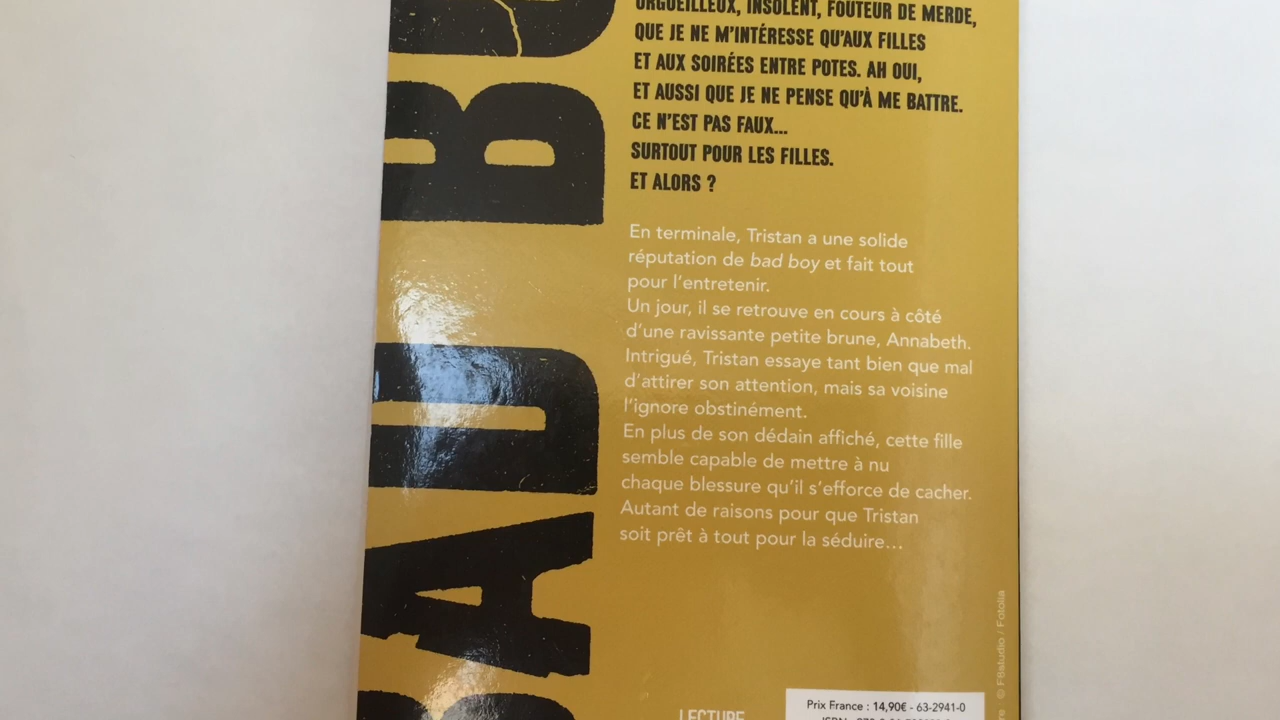 ORGUEILLEUX, INSOLENT, FOUTEUR DE MERDE,
QUE JE NE M'INTÉRESSE QU'AUX FILLES
ET AUX SOIRÉES ENTRE POTES. AH OUI,
ET AUSSI QUE JE NE PENSE QU'À ME BATTRE.
CE N'EST PAS FAUX...
SURTOUT POUR LES FILLES.
ET ALORS ?
En terminale, Tristan a une solide
réputation de bad boy et fait tout
pour l'entretenir.
Un jour, il se retrouve en cours à côté
d'une ravissante petite brune, Annabeth.
Intrigué, Tristan essaye tant bien que mal
d'attirer son attention, mais sa voisine
l'ignore obstinément.
En plus de son dédain affiché, cette fille
semble capable de mettre à nu
chaque blessure qu'il s'efforce de cacher.
Autant de raisons pour que Tristan
soit prêt à tout pour la séduire...
BAD BO
LECTURE
Prix France : 14,90€ - 63-2941-0
© F8studio / Fotolia